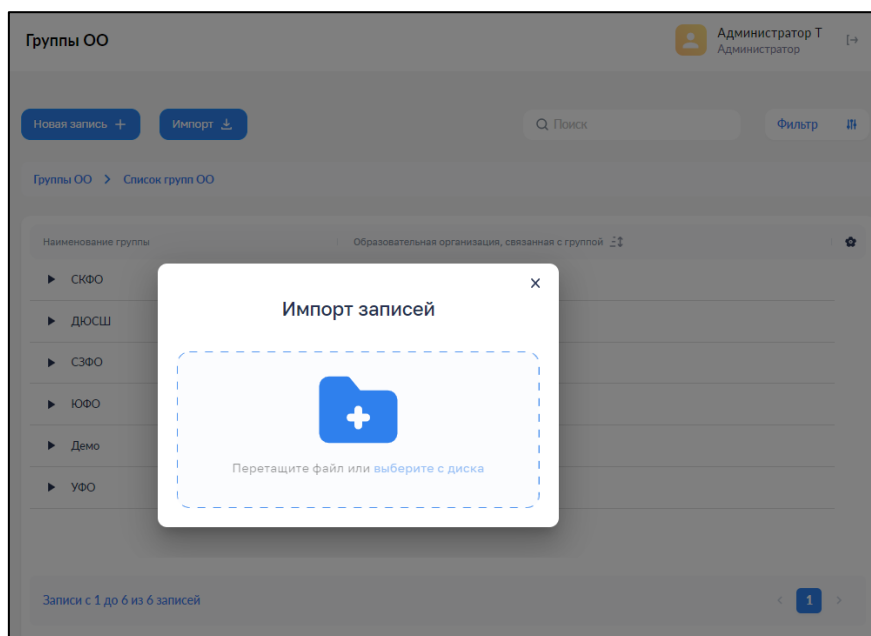 Группы ОО
Администратор Т
Администратор
Новая запись
Импорт
Поиск
Фильтр
Группы ОО > Список групп ОО
Наименование группы
Образовательная организация, связанная с группой
СКФО
Импорт записей
ДЮСШ
СЗФО
ЮФО
Демо
Перетащите файл или выберите с диска
УФО
Записи с 1 до 6 из 6 записей
< 1 >